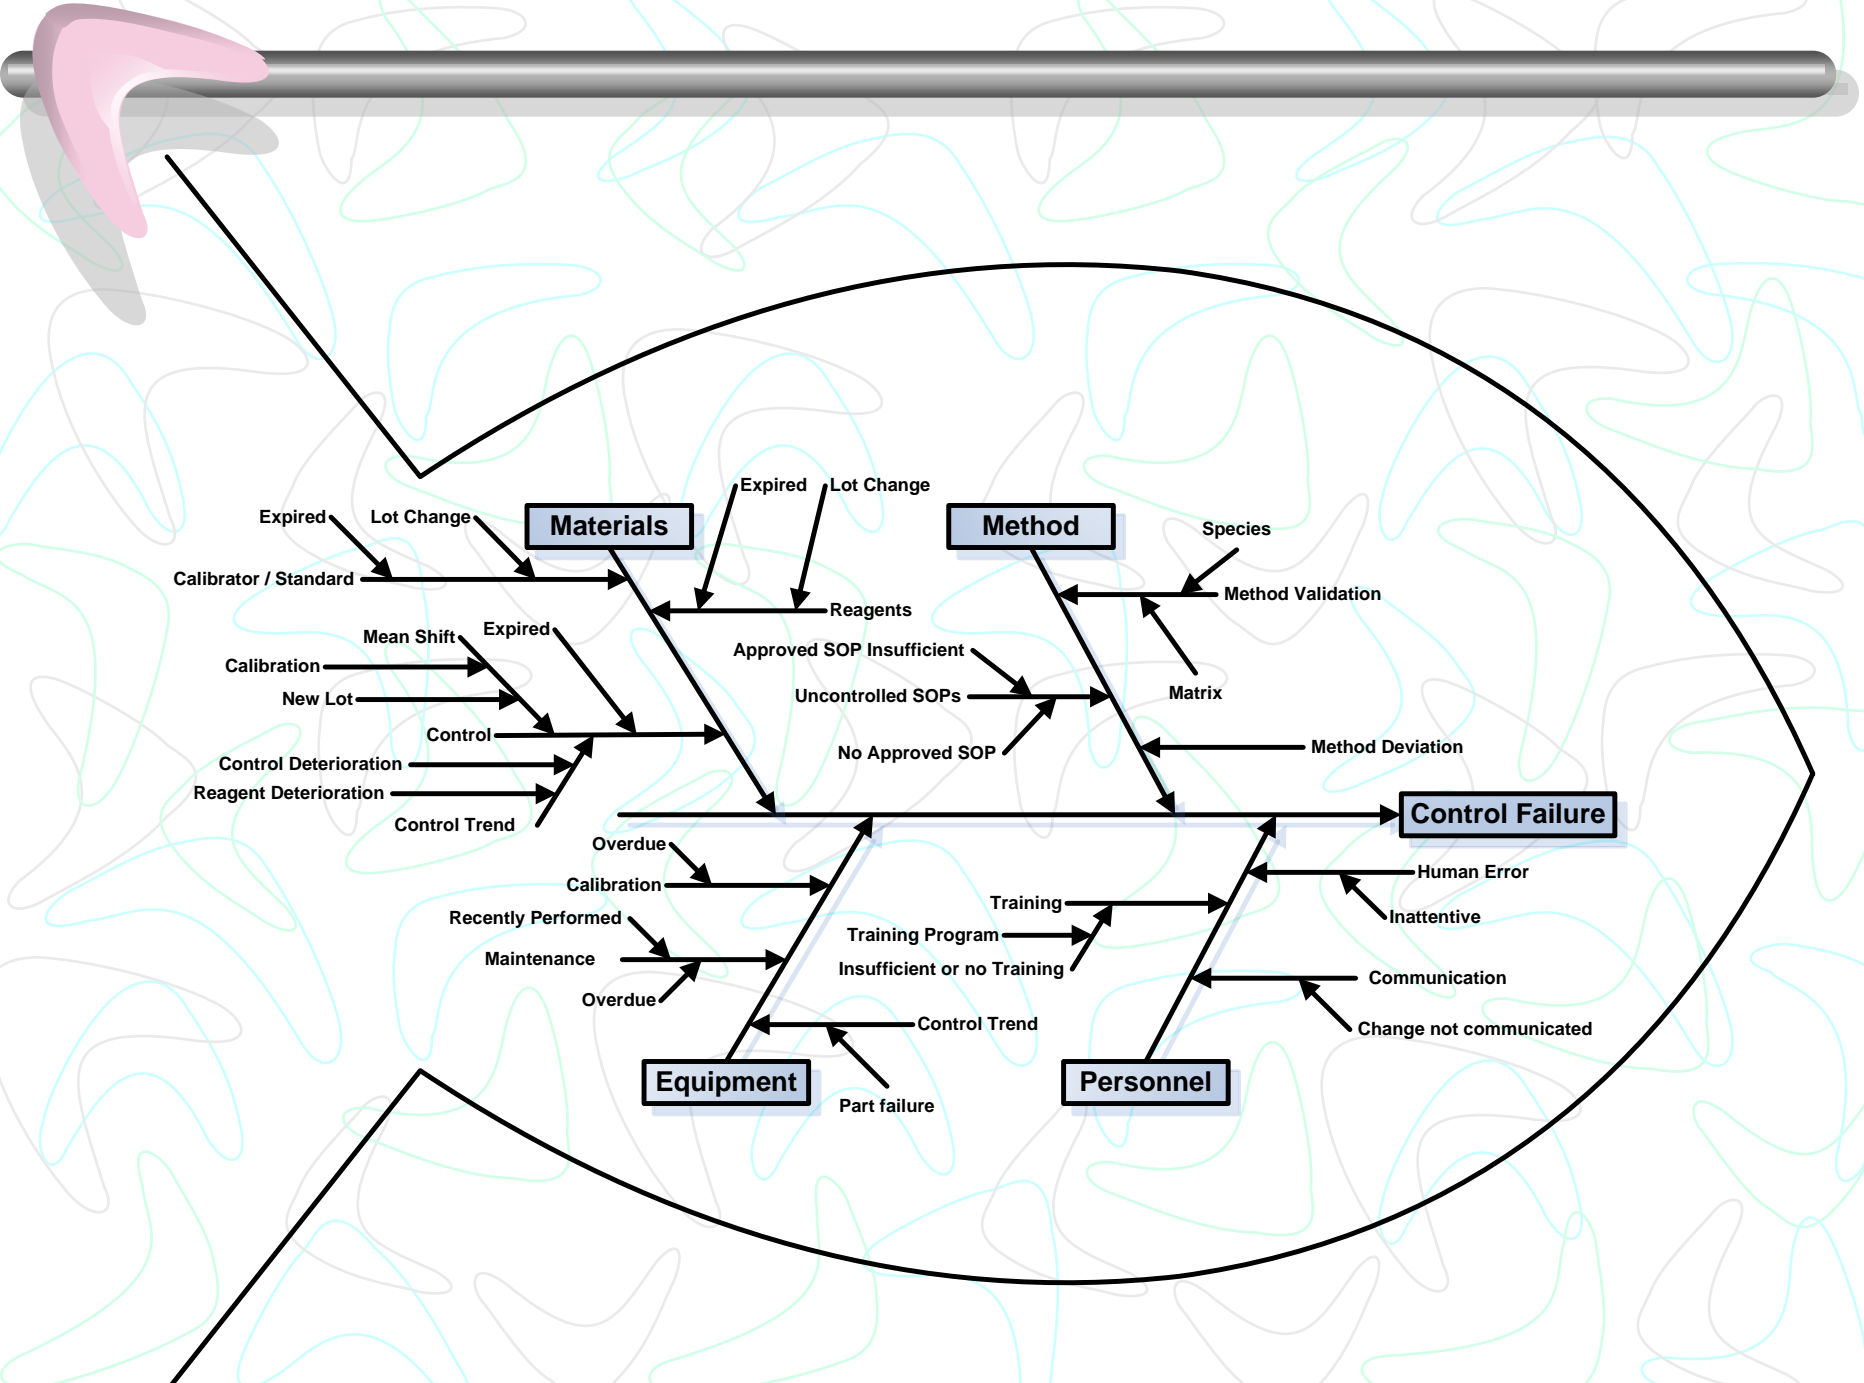 Expired
Lot Change
Materials
Expired
Lot Change
Method
Species
Calibrator / Standard
Reagents
Method Validation
Mean Shift
Expired
Approved SOP Insufficient
Calibration
New Lot
Uncontrolled SOPs
Matrix
Control
No Approved SOP
Method Deviation
Control Deterioration
Reagent Deterioration
Control Trend
Control Failure
Overdue
Calibration
Human Error
Recently Performed
Training
Inattentive
Maintenance
Training Program
Insufficient or no Training
Communication
Overdue
Control Trend
Change not communicated
Equipment
Personnel
Part failure